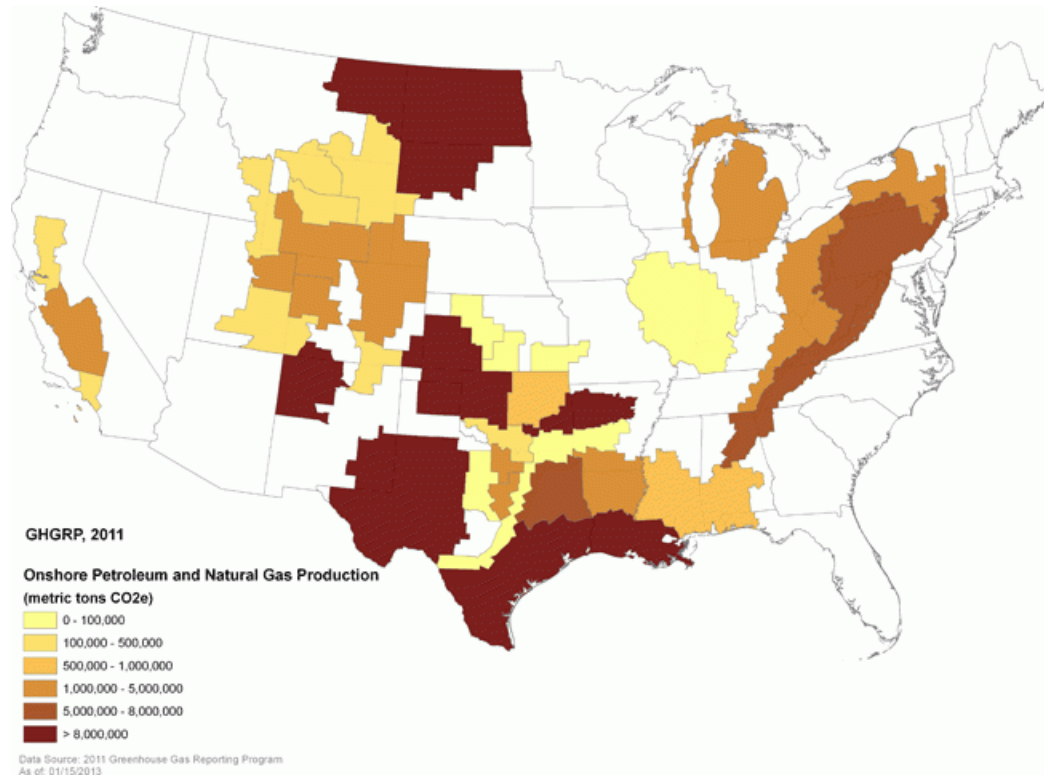 GHGRP, 2011
Onshore Petroleum and Natural Gas Production
(metric tons CO2e)
0 - 100,000
100,000 - 500,000
500,000 - 1,000,000
1,000,000 - 5,000,000
5,000,000 - 8,000,000
> 8,000,000
Data Source: 2011 Greenhouse Gas Reporting Program
As of: 01/15/2013